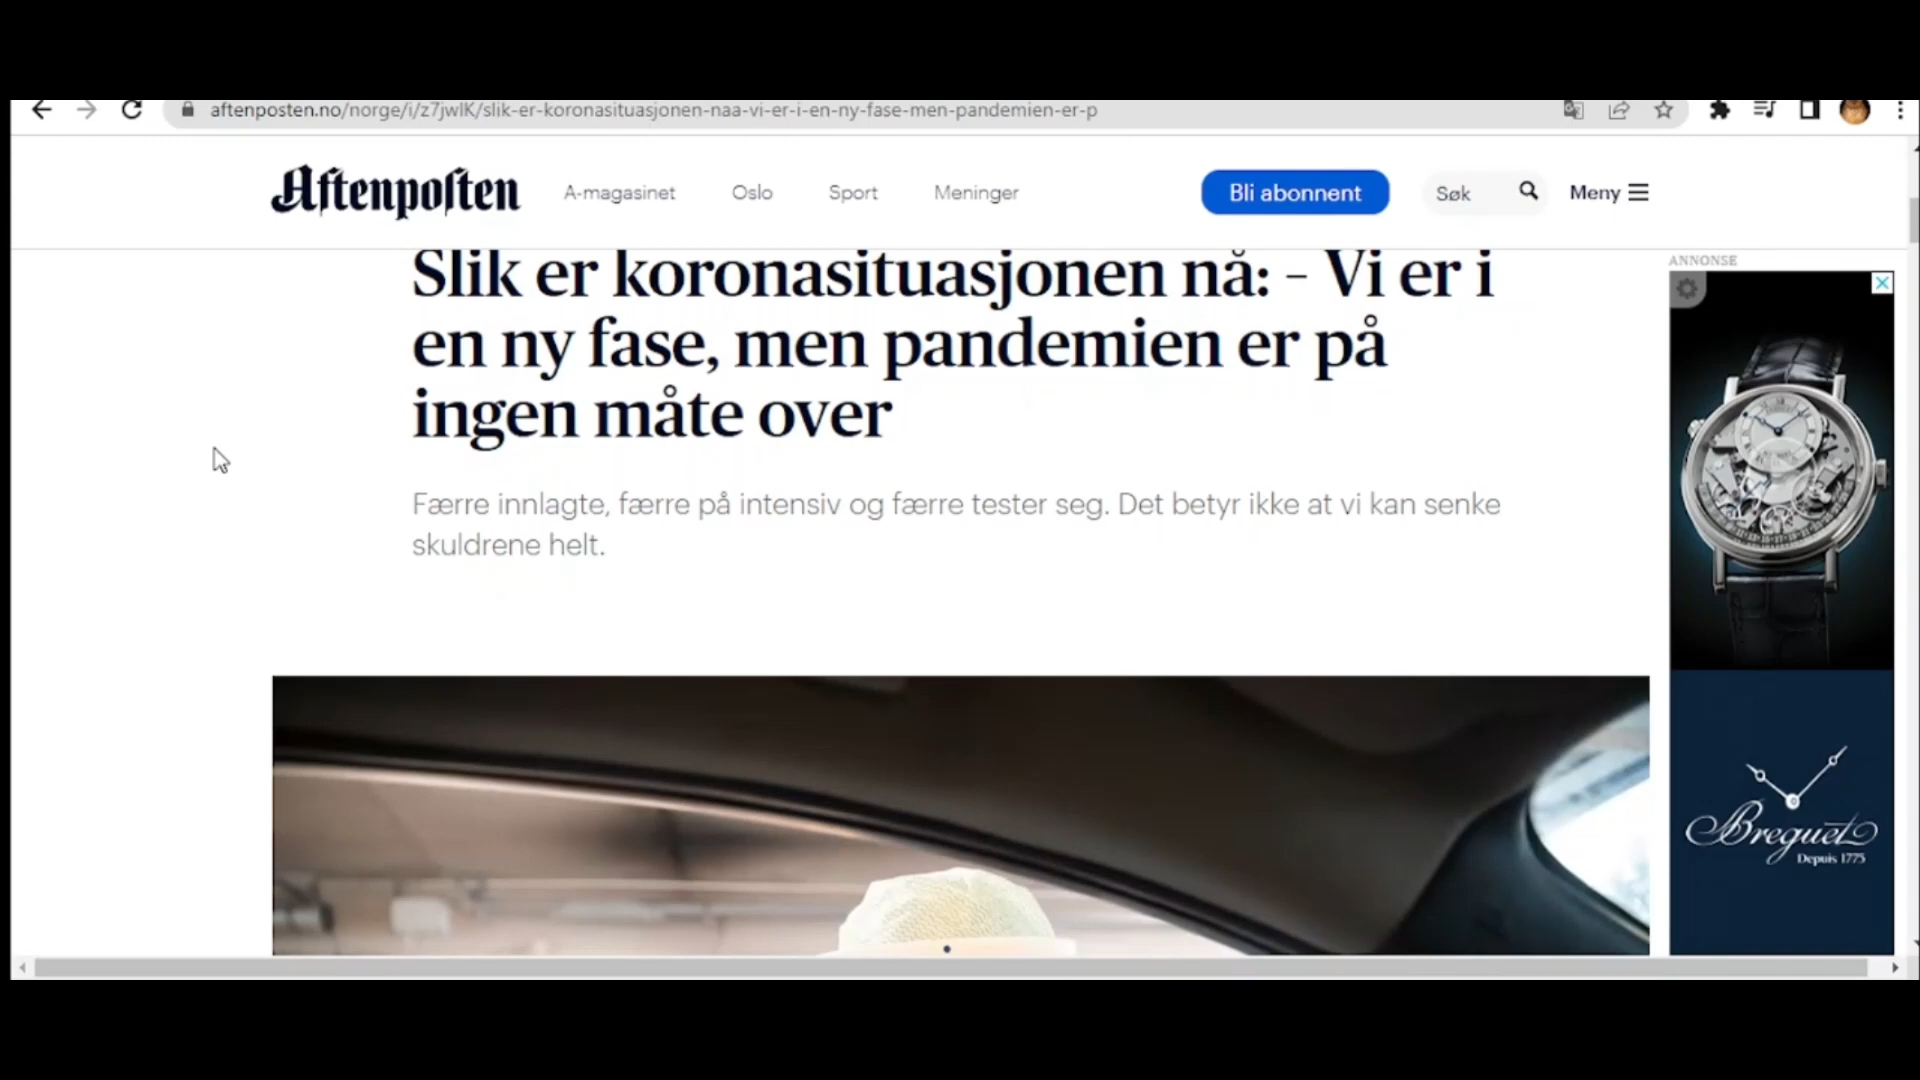 aftenposten.no/norge/i/z7jwlK/slik-er-koronasituasjonen-naa-vi-er-i-en-ny-fase-men-pandemien-er-p
Aftenposten A-magasinet Oslo Sport Meninger Bli abonnent Søk Meny
Slik er koronasituasjonen nå: – Vi er i
en ny fase, men pandemien er på
ingen måte over
Færre innlagte, færre på intensiv og færre tester seg. Det betyr ikke at vi kan senke
skuldrene helt.
ANNONSE
Breguet
Depuis 1775